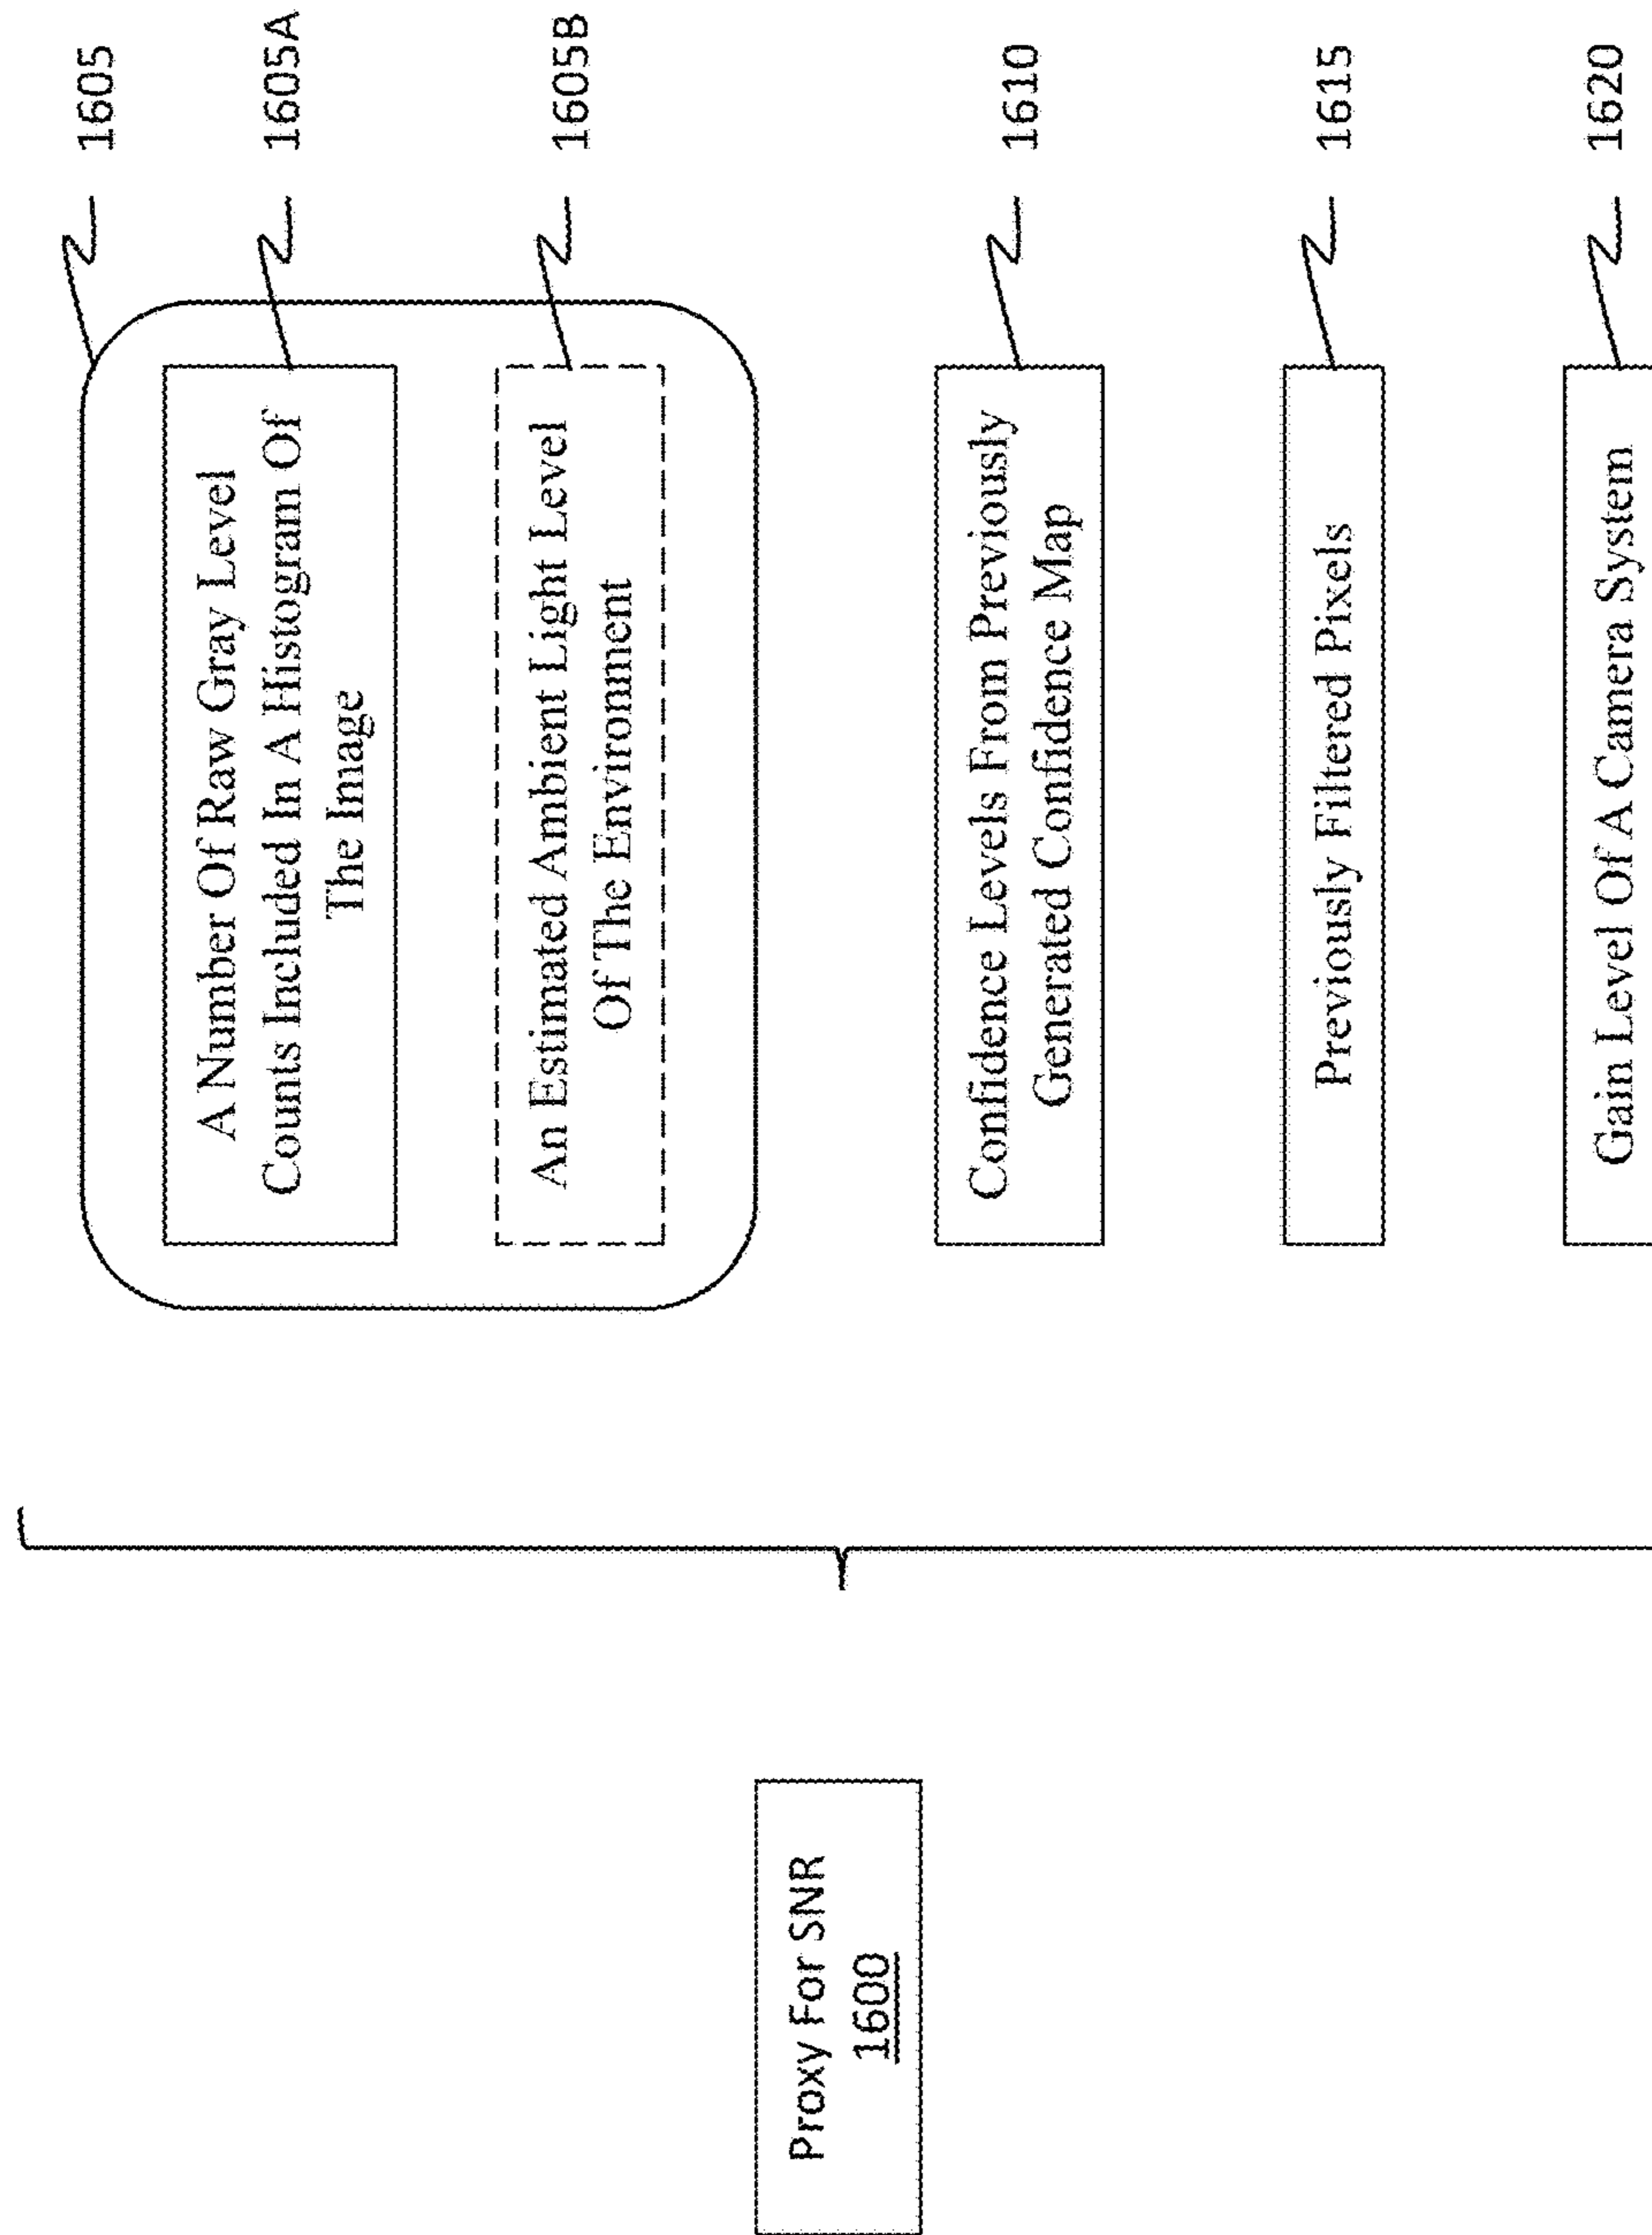 Proxy For SNR
1600
A Number Of Raw Gray Level
Counts Included In A Histogram Of
The Image
An Estimated Ambient Light Level
Of The Environment
Confidence Levels From Previously
Generated Confidence Map
Previously Filtered Pixels
Gain Level Of A Camera System
1605
1605A
1605B
1610
1615
1620